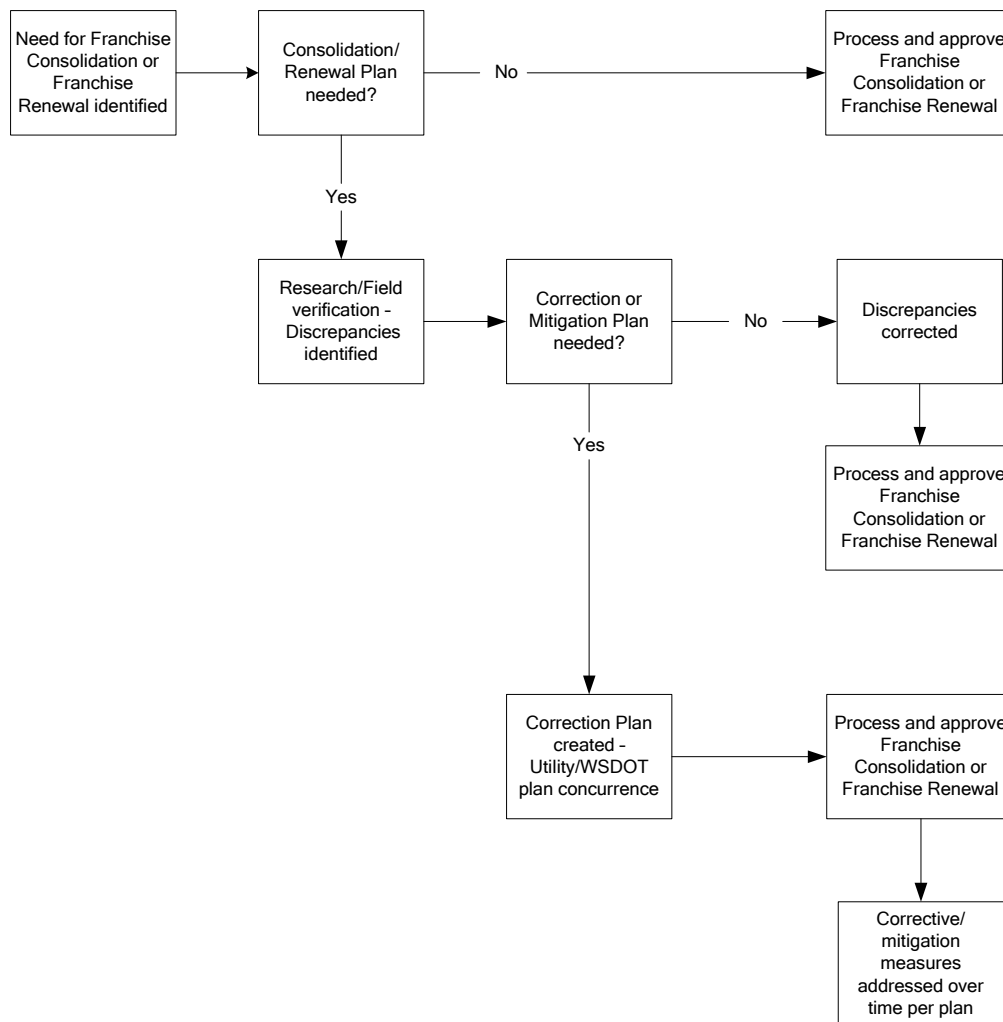 Need for Franchise
Consolidation or
Franchise
Renewal identified
Consolidation/
Renewal Plan
needed?
No
Process and approve
Franchise
Consolidation or
Franchise Renewal
Yes
Research/Field
verification -
Discrepancies
identified
Correction or
Mitigation Plan
needed?
No
Discrepancies
corrected
Yes
Process and approve
Franchise
Consolidation or
Franchise Renewal
Correction Plan
created -
Utility/WSDOT
plan concurrence
Process and approve
Franchise
Consolidation or
Franchise Renewal
Corrective/
mitigation
measures
addressed over
time per plan